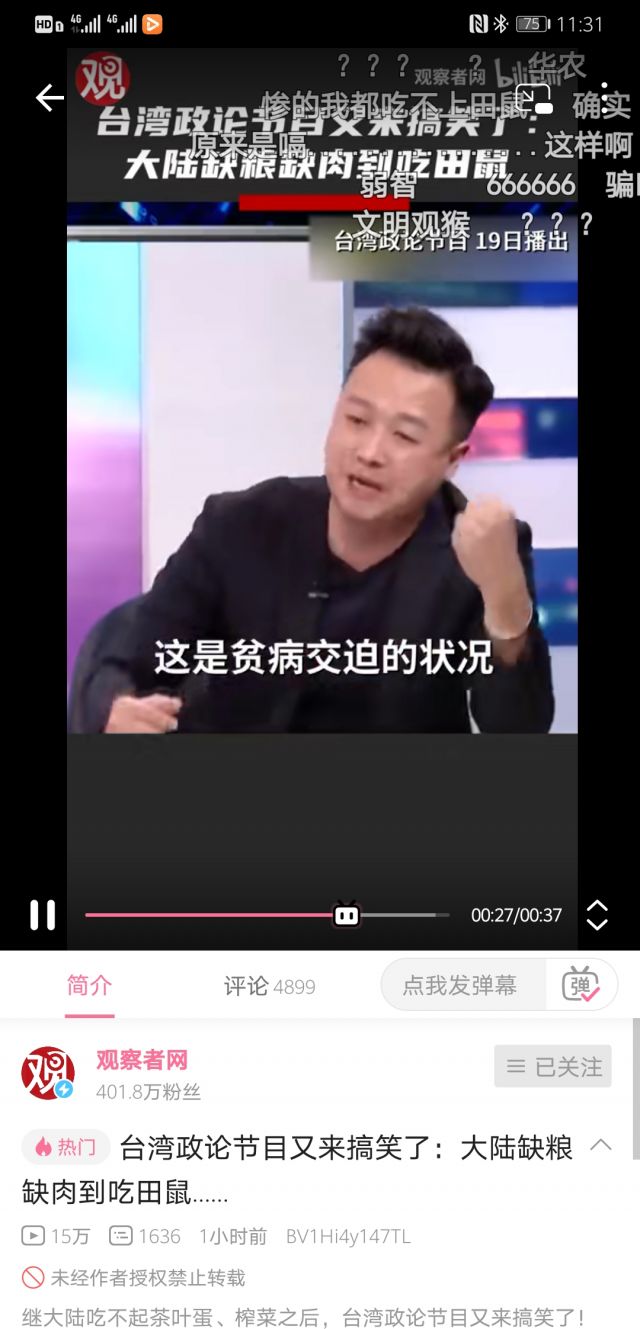 HD 1 4G 4G 75 11:31
观
？？？ 观察者网 bilibili ？ 华农
惨的我都吃不上田鼠 确实
台湾政论节目又来搞笑了：
原来是嗝................ 这样啊
大陆缺粮缺肉到吃田鼠
弱智 666666 骗
文明观猴 ？？？
台湾政论节目 19日播出
这是贫病交迫的状况
00:27/00:37
简介 评论 4899 点我发弹幕 弹
观 观察者网 已关注
401.8万粉丝
热门 台湾政论节目又来搞笑了：大陆缺粮
缺肉到吃田鼠……
15万 1636 1小时前 BV1Hi4y147TL
未经作者授权禁止转载
继大陆吃不起茶叶蛋、榨菜之后，台湾政论节目又来搞笑了！